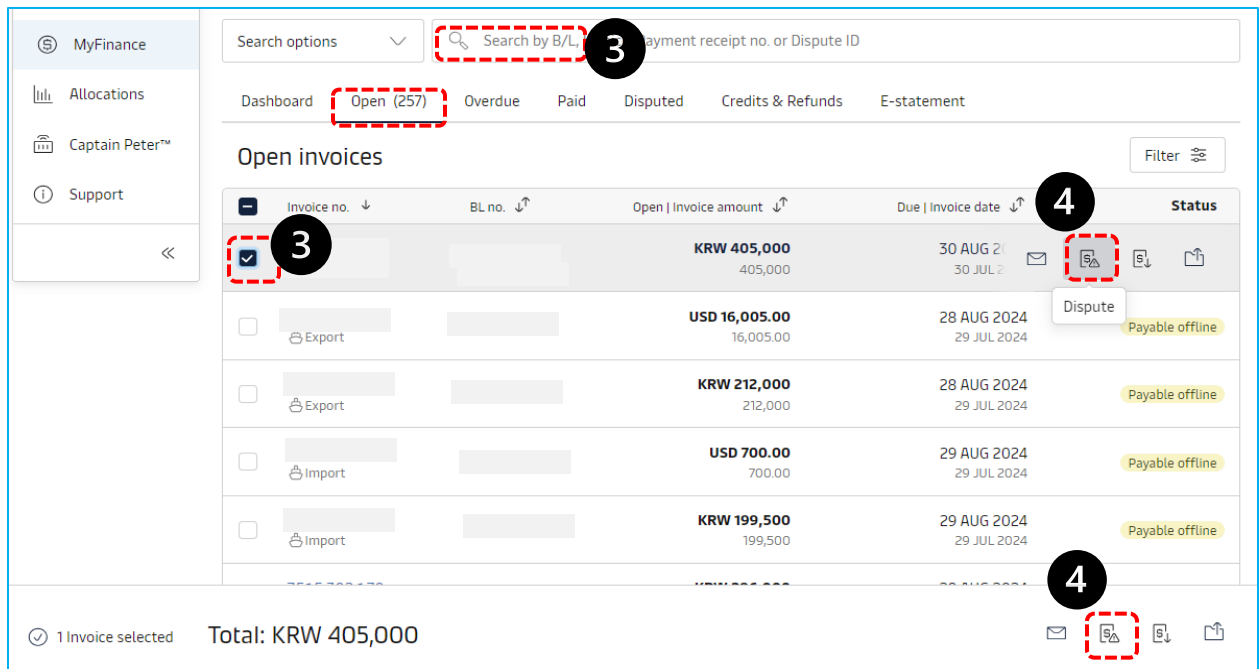 MyFinance
Allocations
Captain Peter™
Support
Search options
Search by B/L, Payment receipt no. or Dispute ID
3
Dashboard Open (257) Overdue Paid Disputed Credits & Refunds E-statement
Open invoices
Filter
Invoice no. BL no. Open | Invoice amount Due | Invoice date Status
4
3
KRW 405,000 30 AUG
405,000 30 JUL
Dispute
USD 16,005.00 28 AUG 2024
Export 16,005.00 29 JUL 2024 Payable offline
KRW 212,000 28 AUG 2024
Export 212,000 29 JUL 2024 Payable offline
USD 700.00 29 AUG 2024
Import 700.00 29 JUL 2024 Payable offline
KRW 199,500 29 AUG 2024
Import 199,500 29 JUL 2024 Payable offline
4
1 Invoice selected Total: KRW 405,000